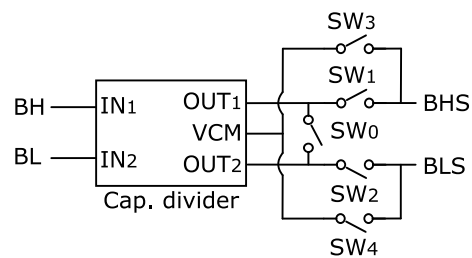 SW3
SW1
BH
IN1
OUT1
BHS
VCM
SW0
BL
IN2
OUT2
BLS
SW2
Cap. divider
SW4